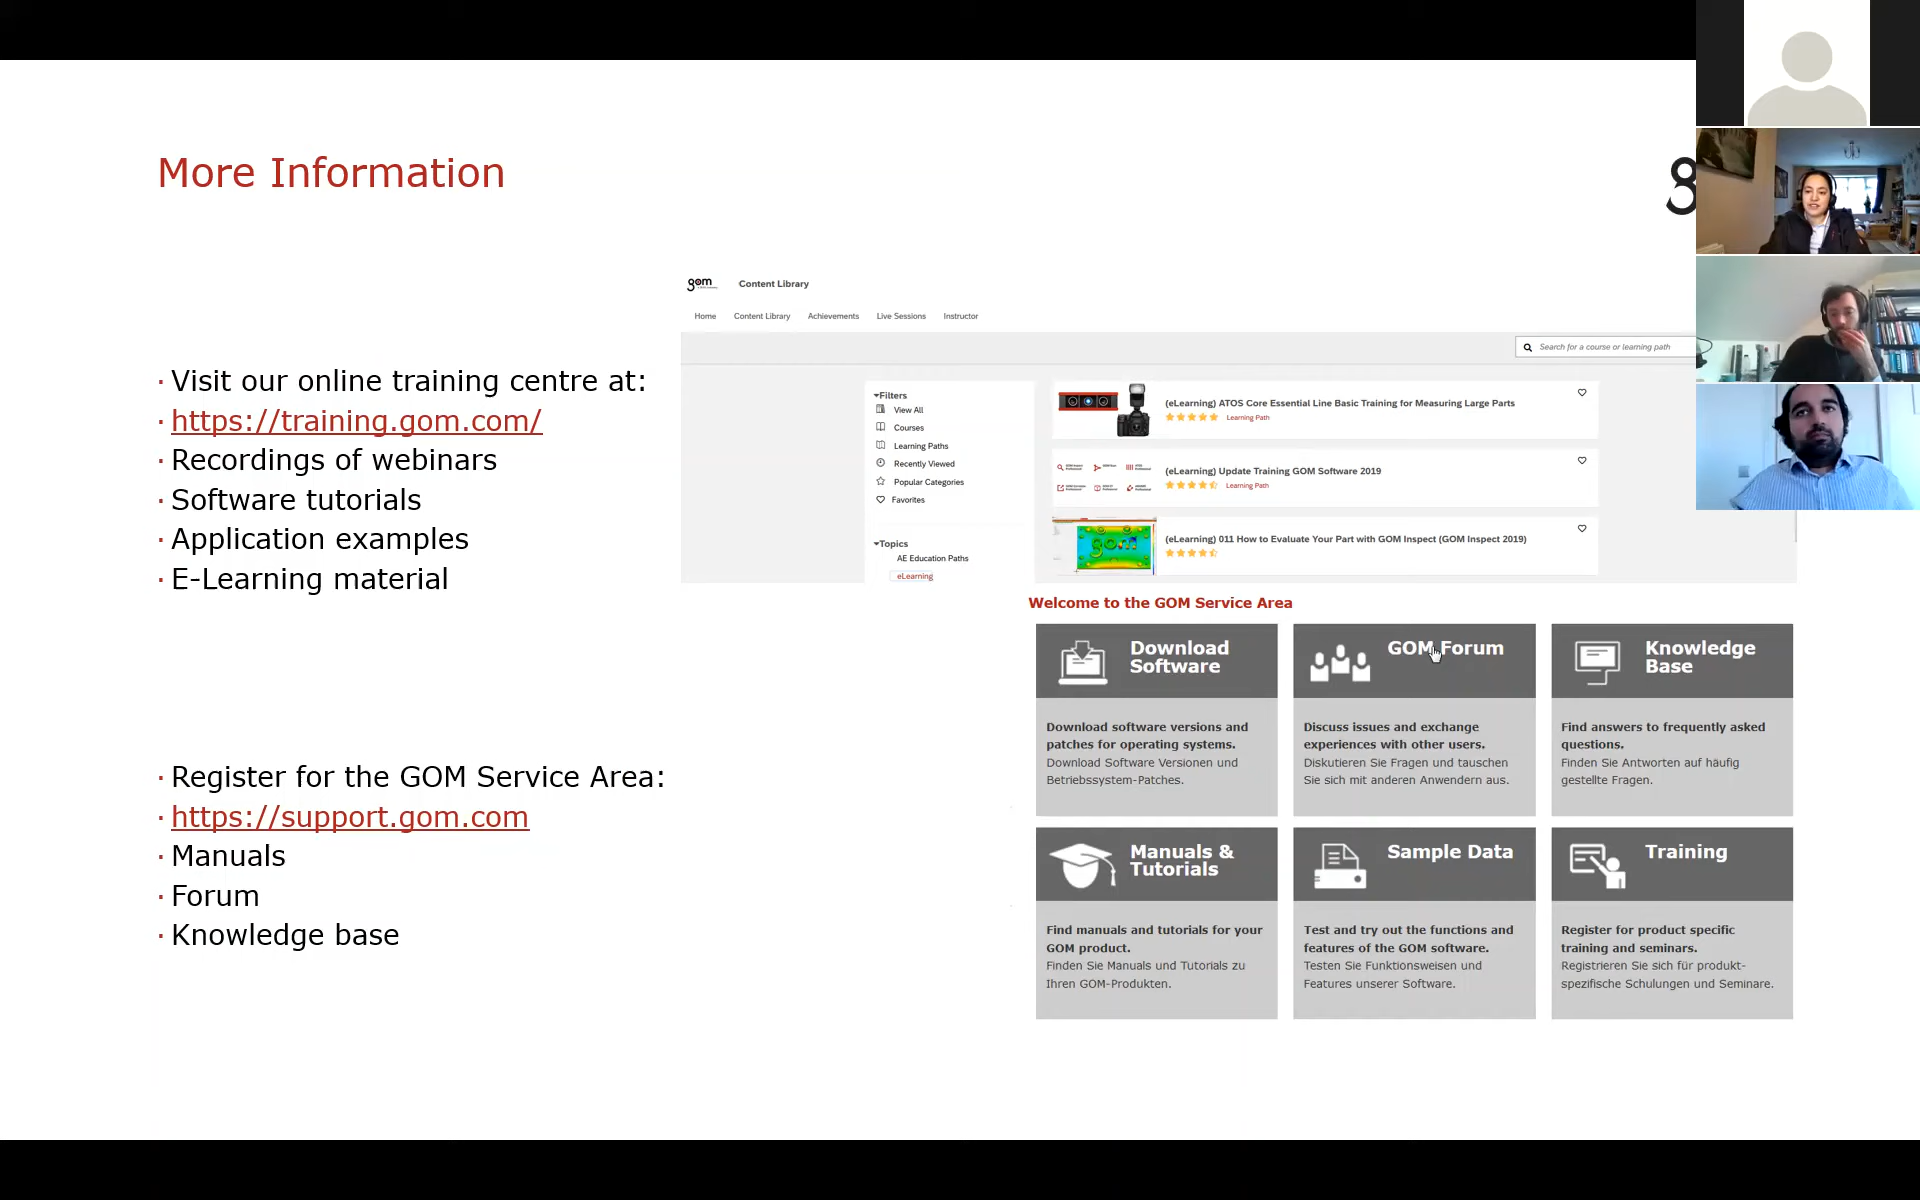 More Information
· Visit our online training centre at:
· https://training.gom.com/
· Recordings of webinars
· Software tutorials
· Application examples
· E-Learning material
· Register for the GOM Service Area:
· https://support.gom.com
· Manuals
· Forum
· Knowledge base
gom
Content Library
Home Content Library Achievements Live Sessions Instructor
Search for a course or learning path
Filters
View All
Courses
Learning Paths
Recently Viewed
Popular Categories
Favorites
Topics
AE Education Paths
eLearning
(eLearning) ATOS Core Essential Line Basic Training for Measuring Large Parts
Learning Path
(eLearning) Update Training GOM Software 2019
Learning Path
gom
(eLearning) 011 How to Evaluate Your Part with GOM Inspect (GOM Inspect 2019)
Welcome to the GOM Service Area
Download
Software
Download software versions and
patches for operating systems.
Download Software Versionen und
Betriebssystem-Patches.
GOM Forum
Discuss issues and exchange
experiences with other users.
Diskutieren Sie Fragen und tauschen
Sie sich mit anderen Anwendern aus.
Knowledge
Base
Find answers to frequently asked
questions.
Finden Sie Antworten auf häufig
gestellte Fragen.
Manuals &
Tutorials
Find manuals and tutorials for your
GOM product.
Finden Sie Manuals und Tutorials zu
Ihren GOM-Produkten.
Sample Data
Test and try out the functions and
features of the GOM software.
Testen Sie Funktionsweisen und
Features unserer Software.
Training
Register for product specific
training and seminars.
Registrieren Sie sich für produkt-
spezifische Schulungen und Seminare.